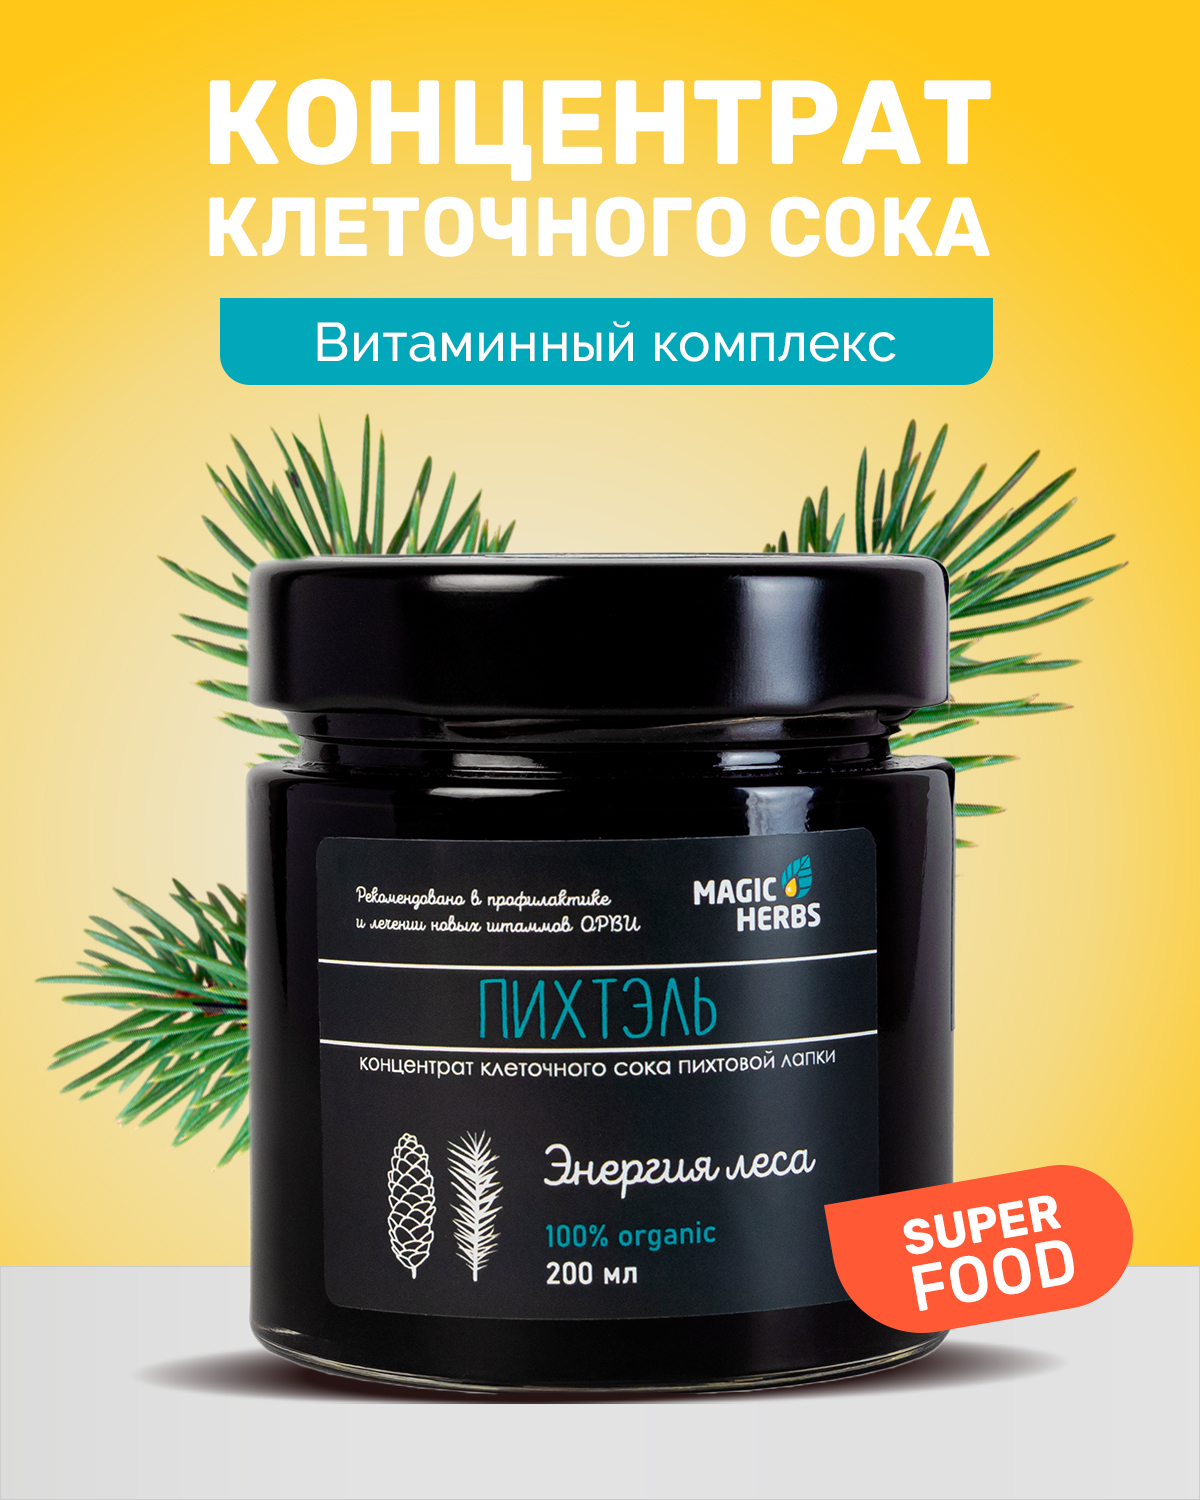 КОНЦЕНТРАТ
КЛЕТОЧНОГО СОКА
Витаминный комплекс
Рекомендовано в профилактике
и лечении новых штаммов ОРВИ
MAGIC
HERBS
ПИХТЭЛЬ
концентрат клеточного сока пихтовой лапки
Энергия леса
100% organic
200 мл
SUPER
FOOD